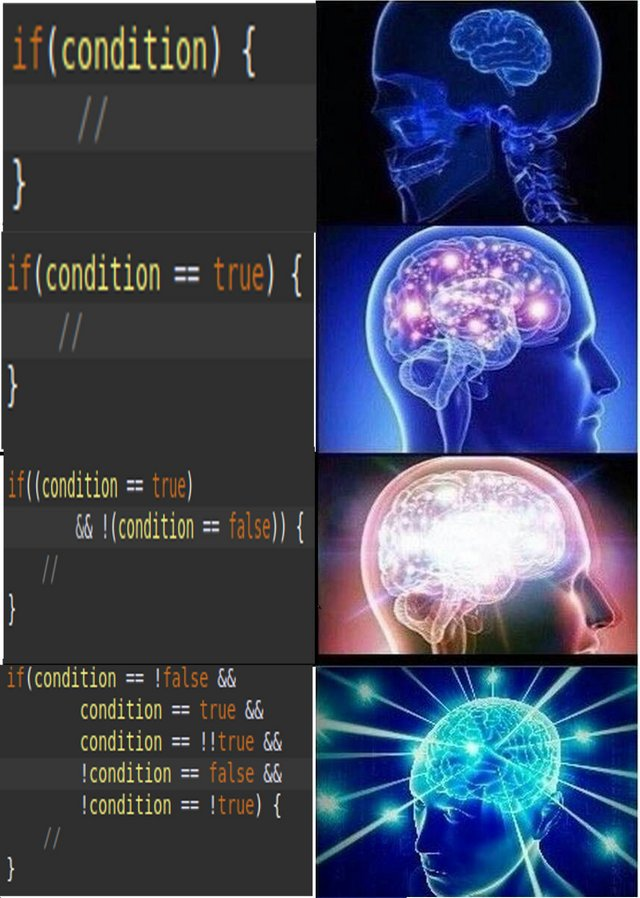 if(condition) {
//
}
if(condition == true) {
//
}
if((condition == true)
&& !(condition == false)) {
//
}
if(condition == !false &&
condition == true &&
condition == !!true &&
!condition == false &&
!condition == !true) {
//
}